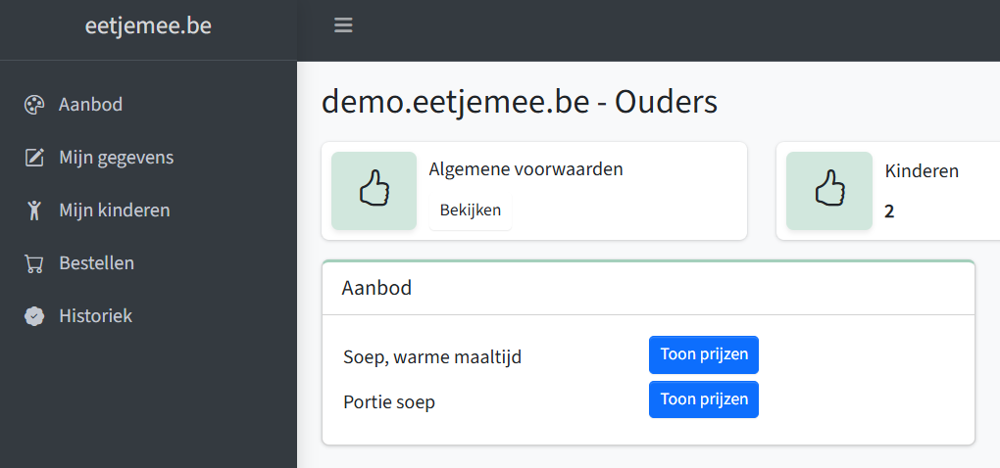 eetjemee.be
Aanbod
Mijn gegevens
Mijn kinderen
Bestellen
Historiek
demo.eetjemee.be - Ouders
Algemene voorwaarden
Bekijken
Kinderen
2
Aanbod
Soep, warme maaltijd Toon prijzen
Portie soep Toon prijzen